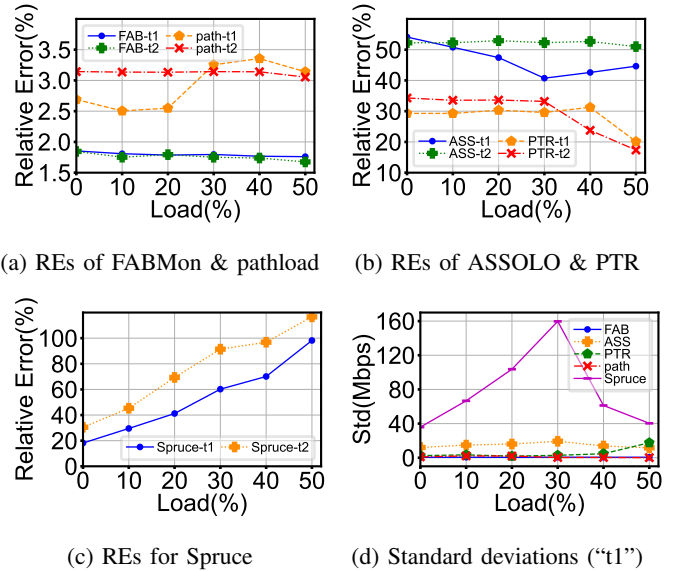 FAB-t1 path-t1
FAB-t2 path-t2
Relative Error(%)
3.5
3.0
2.5
2.0
1.5
0 10 20 30 40 50
Load(%)
(a) REs of FABMon & pathload
Relative Error(%)
50
40
30
20
10
ASS-t1 PTR-t1
ASS-t2 PTR-t2
0 10 20 30 40 50
Load(%)
(b) REs of ASSOLO & PTR
Relative Error(%)
100
80
60
40
20
0
Spruce-t1 Spruce-t2
0 10 20 30 40 50
Load(%)
(c) REs for Spruce
Std(Mbps)
160
120
80
40
0
FAB
ASS
PTR
path
Spruce
0 10 20 30 40 50
Load(%)
(d) Standard deviations (“t1”)